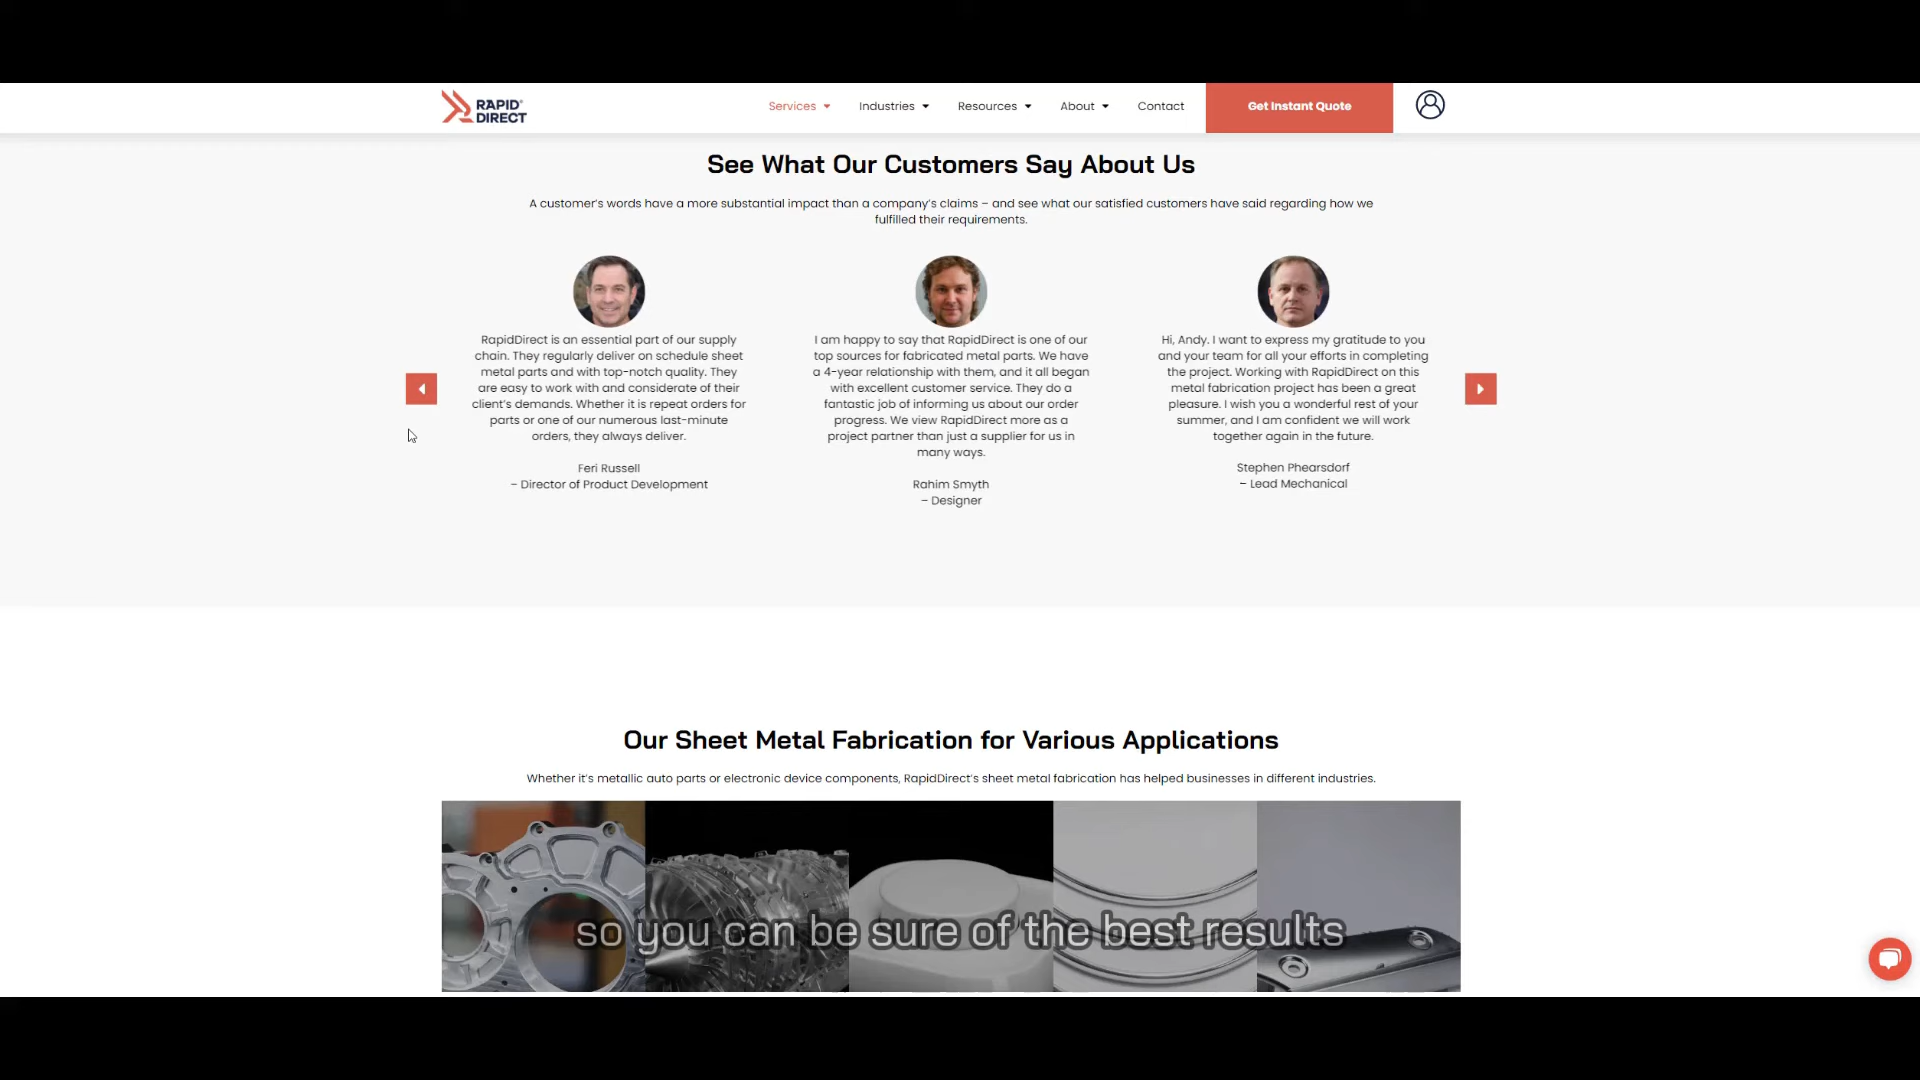 RAPID DIRECT
Services
Industries
Resources
About
Contact
Get Instant Quote
See What Our Customers Say About Us
A customer's words have a more substantial impact than a company's claims – and see what our satisfied customers have said regarding how we
fulfilled their requirements.
RapidDirect is an essential part of our supply
chain. They regularly deliver on schedule sheet
metal parts and with top-notch quality. They
are easy to work with and considerate of their
client's demands. Whether it is repeat orders for
parts or one of our numerous last-minute
orders, they always deliver.
Feri Russell
– Director of Product Development
I am happy to say that RapidDirect is one of our
top sources for fabricated metal parts. We have
a 4-year relationship with them, and it all began
with excellent customer service. They do a
fantastic job of informing us about our order
progress. We view RapidDirect more as a
project partner than just a supplier for us in
many ways.
Rahim Smyth
– Designer
Hi, Andy. I want to express my gratitude to you
and your team for all your efforts in completing
the project. Working with RapidDirect on this
metal fabrication project has been a great
pleasure. I wish you a wonderful rest of your
summer, and I am confident we will work
together again in the future.
Stephen Phearsdorf
– Lead Mechanical
Our Sheet Metal Fabrication for Various Applications
Whether it's metallic auto parts or electronic device components, RapidDirect's sheet metal fabrication has helped businesses in different industries.
so you can be sure of the best results